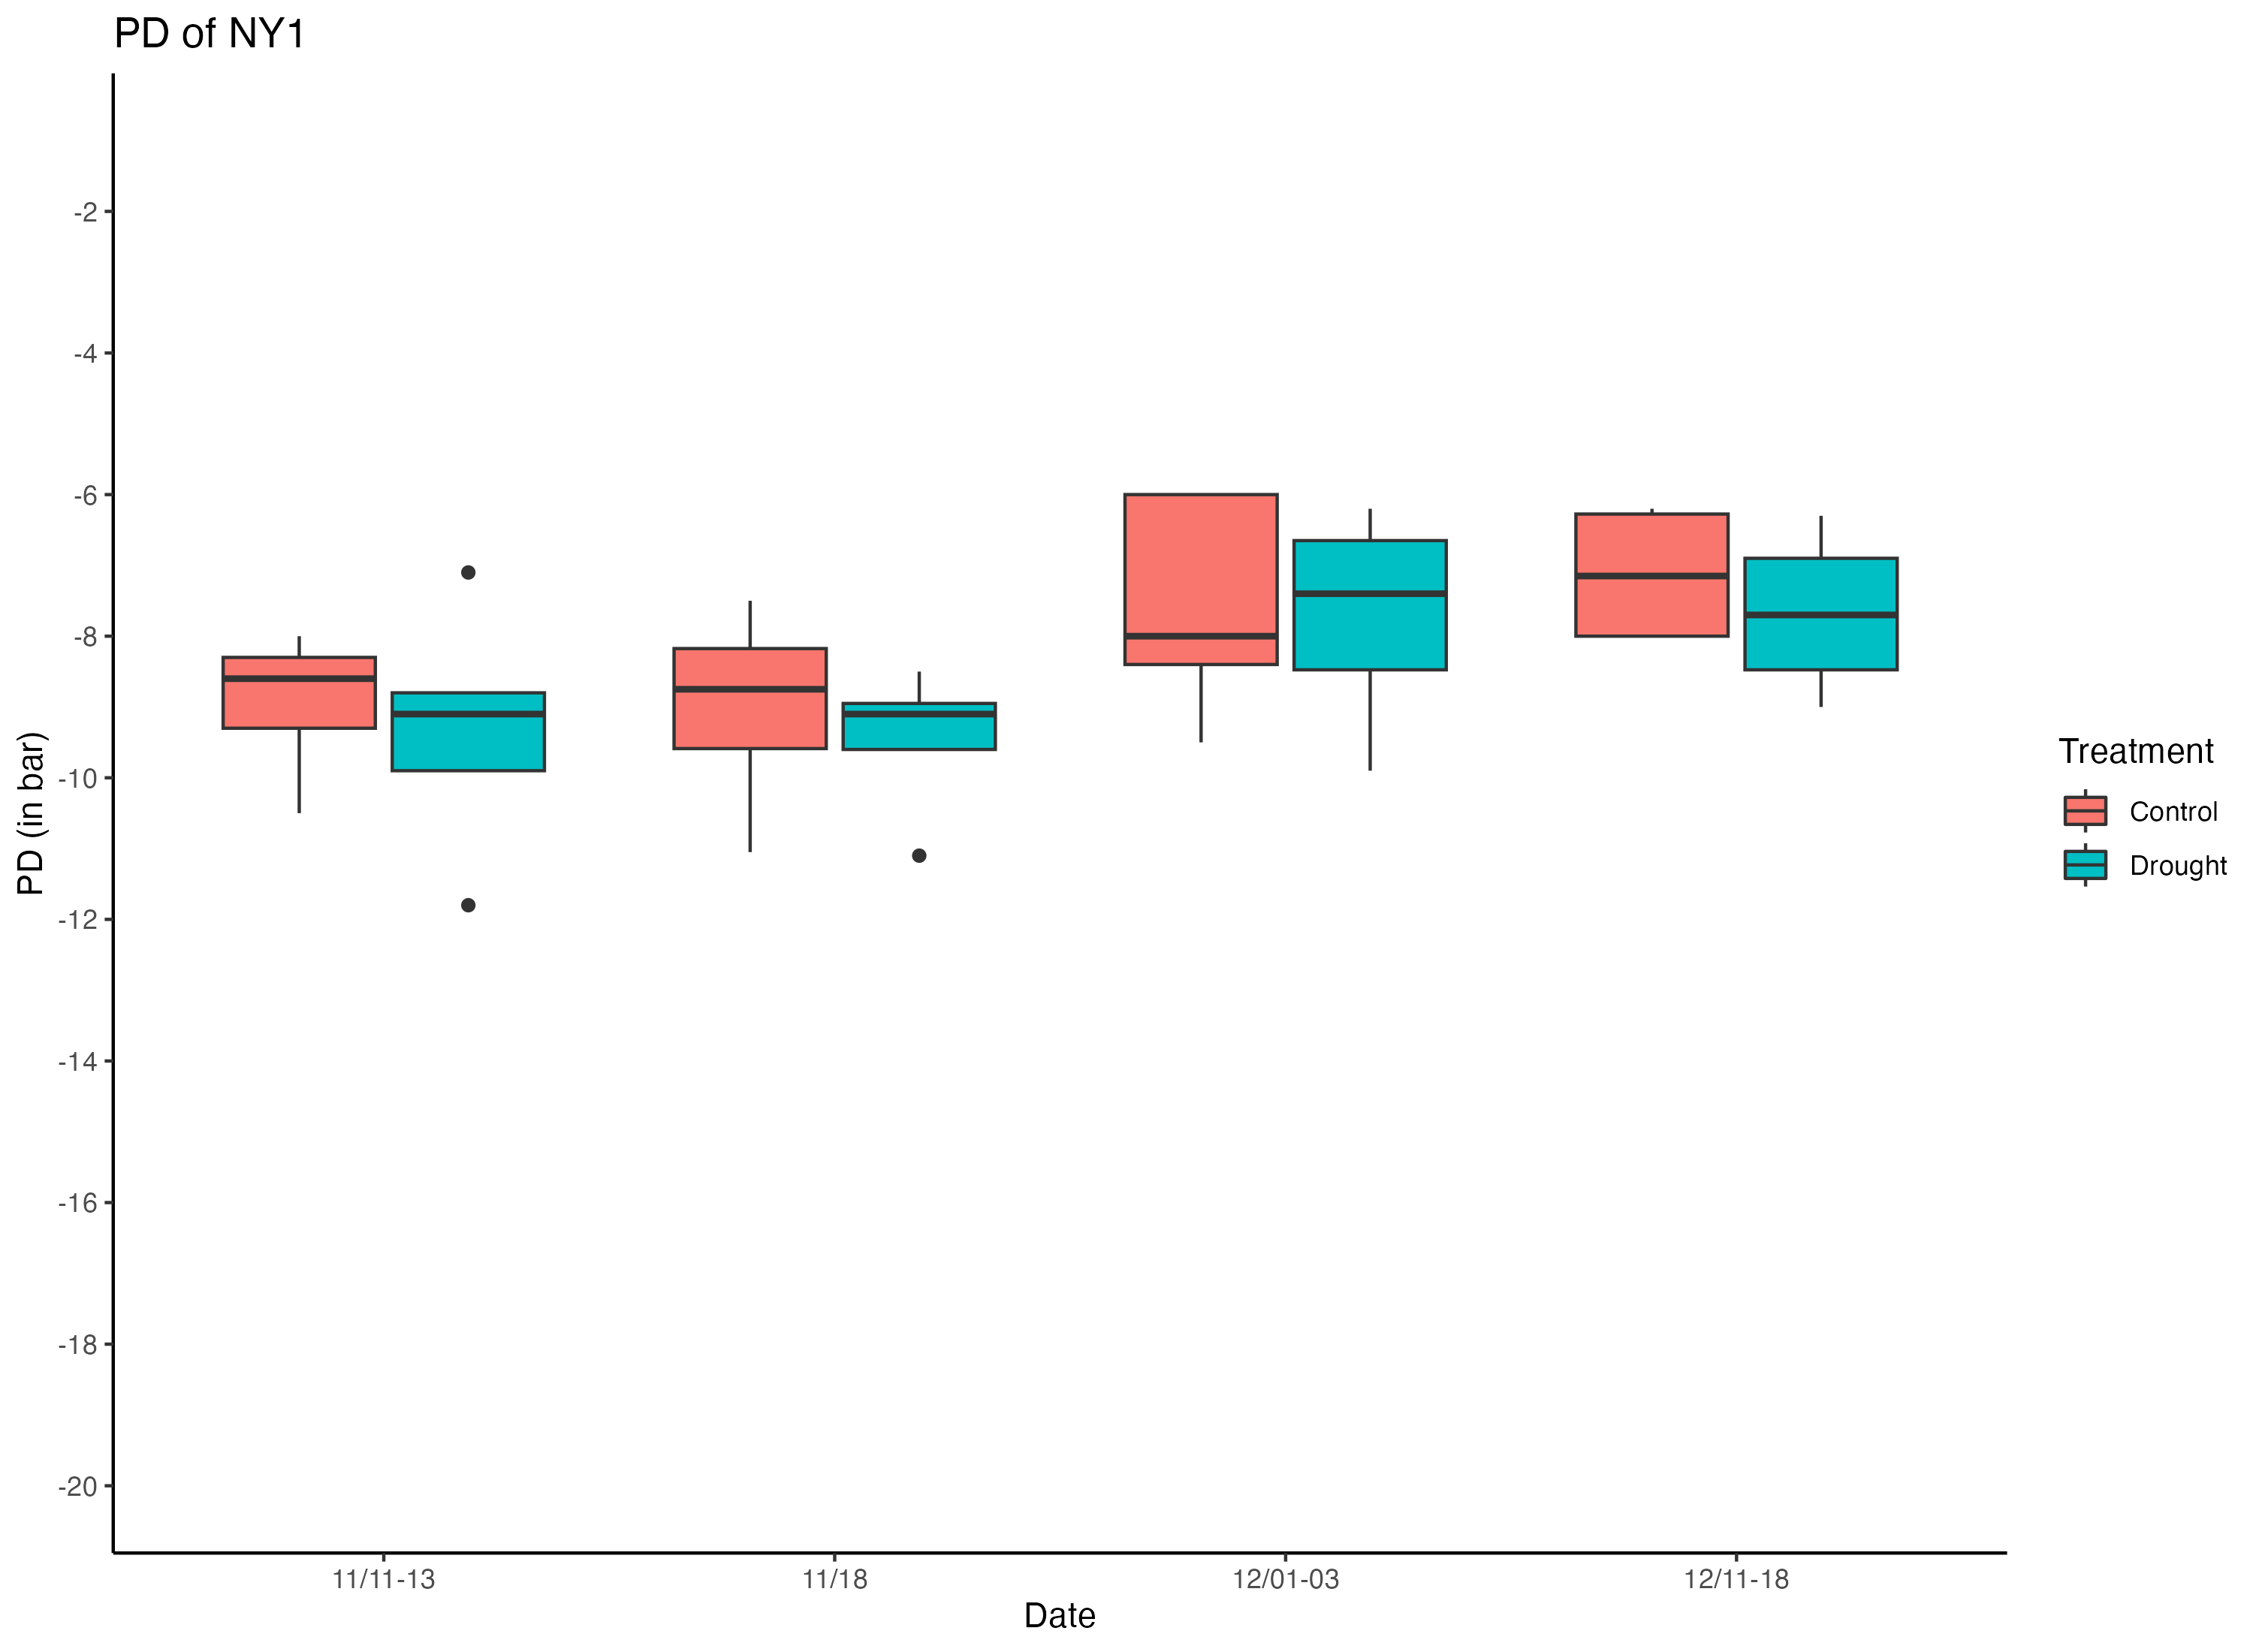 PD of NY1
PD (in bar)
-2
-4
-6
-8
-10
-12
-14
-16
-18
-20
11/11-13
11/18
12/01-03
12/11-18
Date
Treatment
Control
Drought